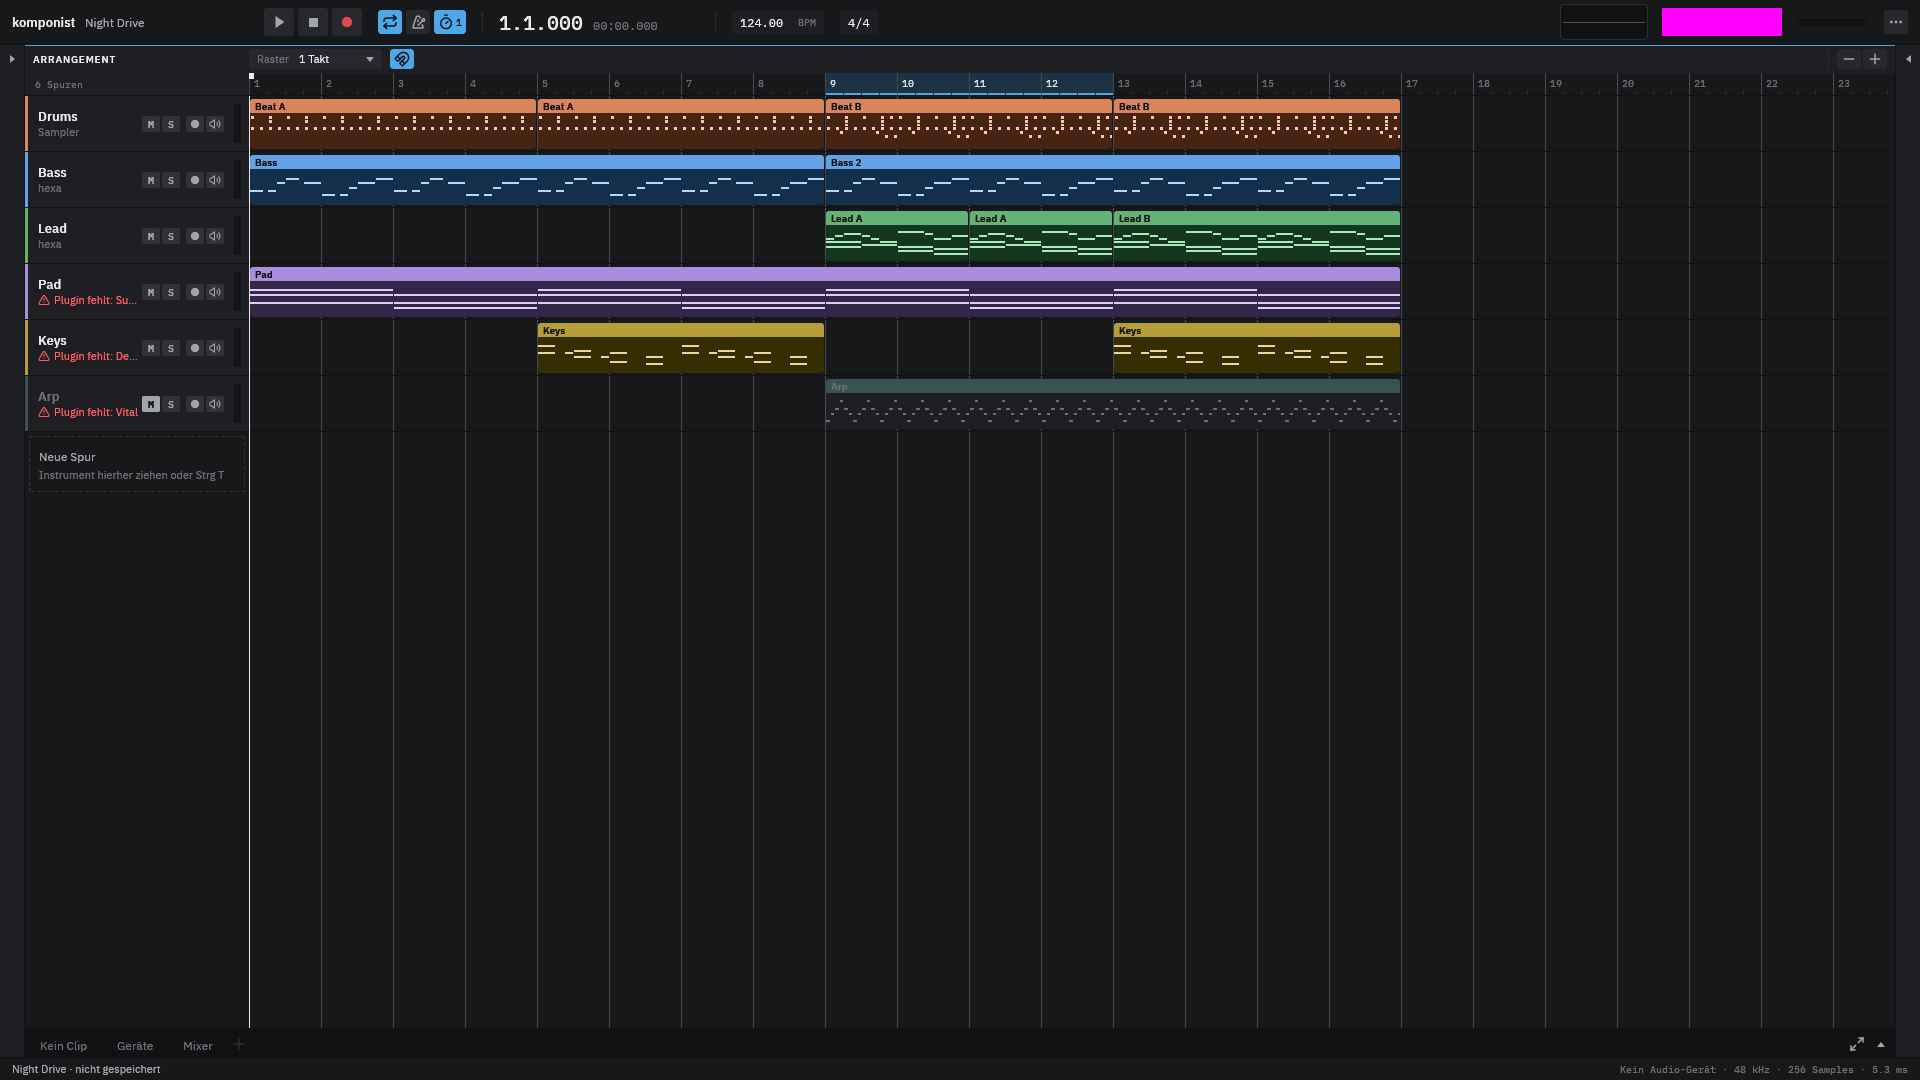 komponist Night Drive
1 1.1.000 00:00.000 124.00 BPM 4/4
ARRANGEMENT Raster 1 Takt
6 Spuren
1 2 3 4 5 6 7 8 9 10 11 12 13 14 15 16 17 18 19 20 21 22 23
Beat A Beat A Beat B Beat B
Drums M S
Sampler
Bass Bass 2
Bass M S
hexa
Lead A Lead A Lead B
Lead M S
hexa
Pad
Pad M S
Plugin fehlt: Su...
Keys Keys
Keys M S
Plugin fehlt: De...
Arp
Arp M S
Plugin fehlt: Vital
Neue Spur
Instrument hierher ziehen oder Strg T
Kein Clip Geräte Mixer +
Night Drive · nicht gespeichert Kein Audio-Gerät · 48 kHz · 256 Samples · 5.3 ms